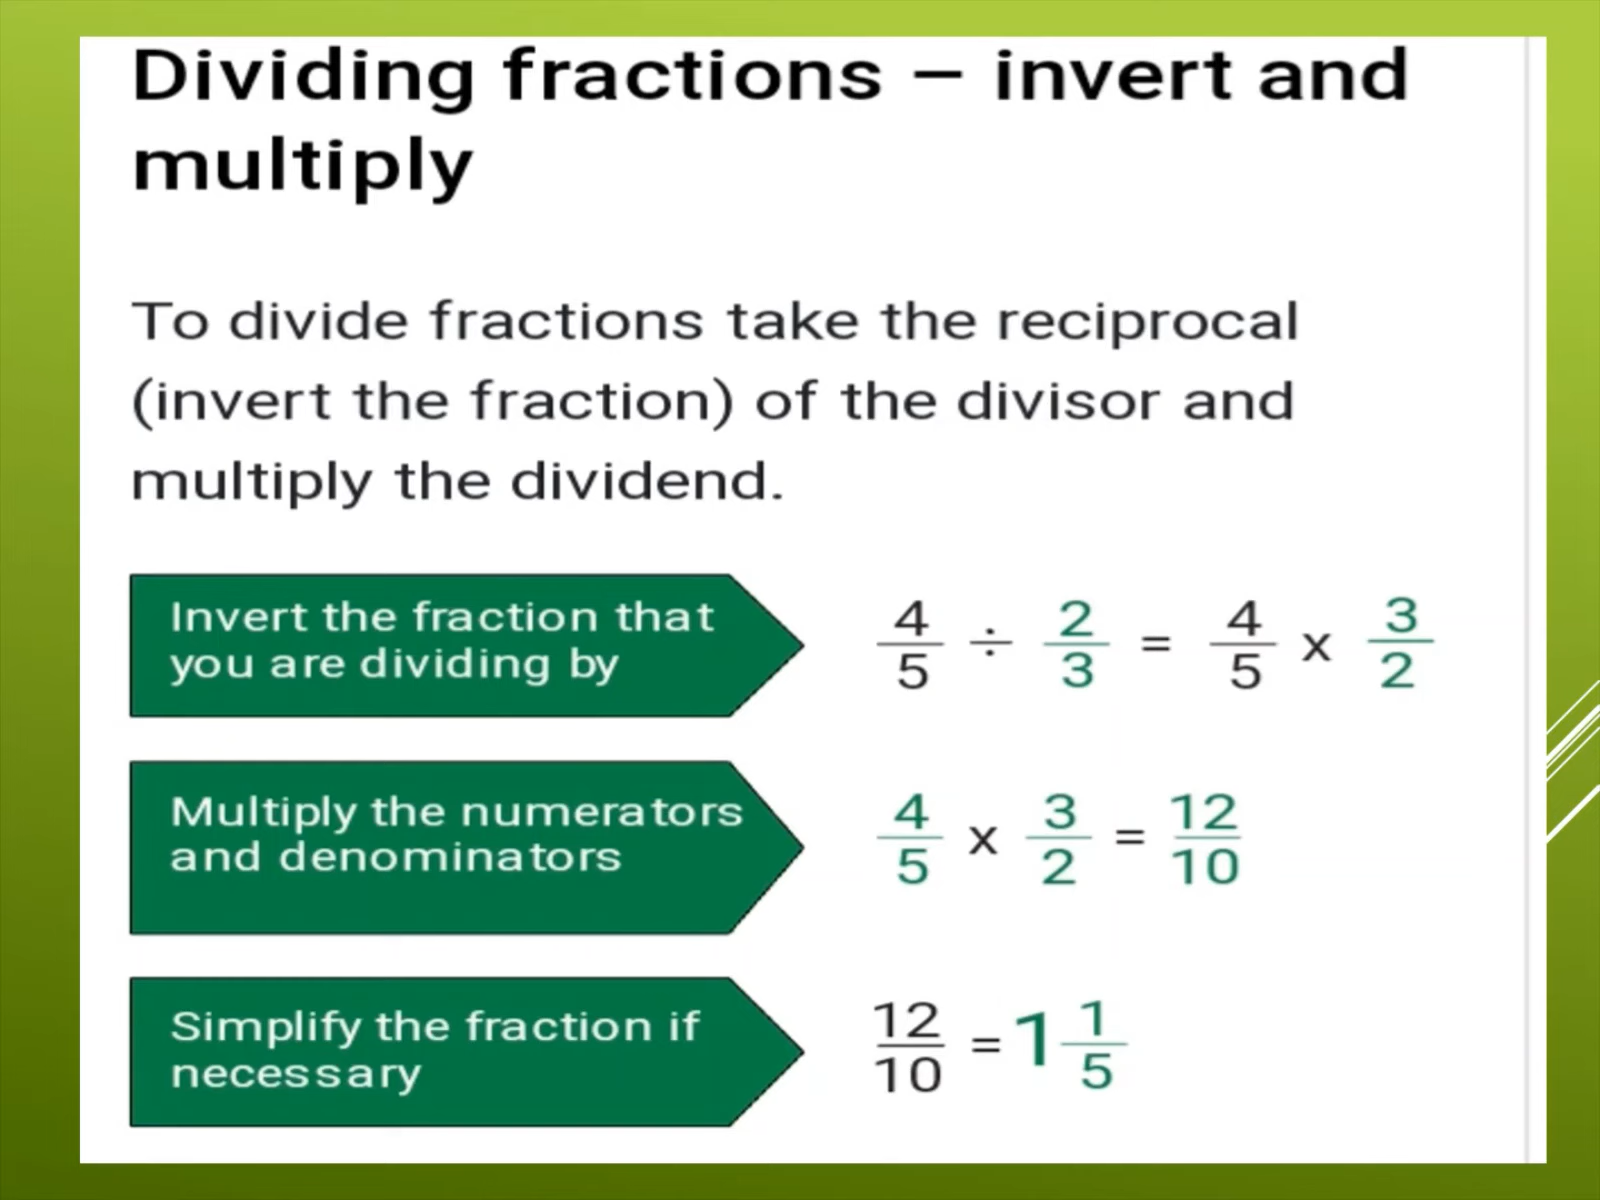 Dividing fractions – invert and
multiply
To divide fractions take the reciprocal
(invert the fraction) of the divisor and
multiply the dividend.
Invert the fraction that
you are dividing by
4/5 ÷ 2/3 = 4/5 x 3/2
Multiply the numerators
and denominators
4/5 x 3/2 = 12/10
Simplify the fraction if
necessary
12/10 = 1 1/5